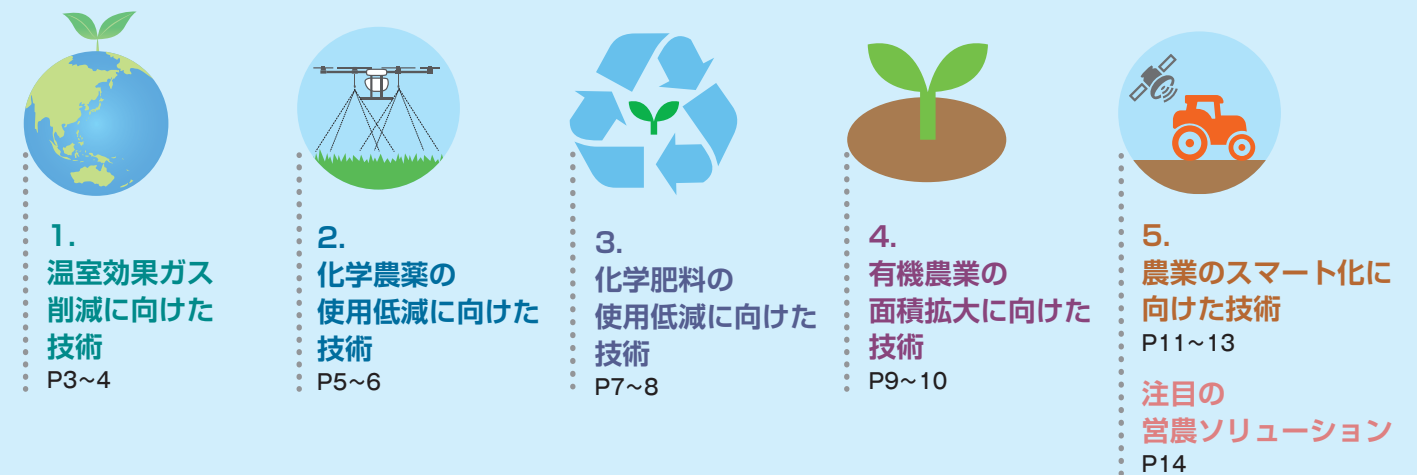 1.
温室効果ガス
削減に向けた
技術
P3~4
2.
化学農薬の
使用低減に向けた
技術
P5~6
3.
化学肥料の
使用低減に向けた
技術
P7~8
4.
有機農業の
面積拡大に向けた
技術
P9~10
5.
農業のスマート化に
向けた技術
P11~13
注目の
営農ソリューション
P14